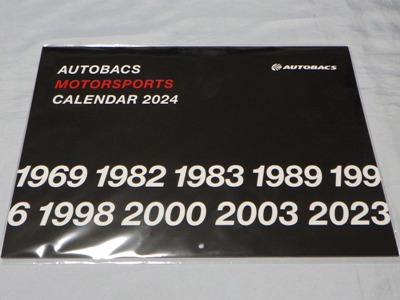 AUTOBACS
MOTORSPORTS
CALENDAR 2024
AUTOBACS
1969 1982 1983 1989 199
6 1998 2000 2003 2023